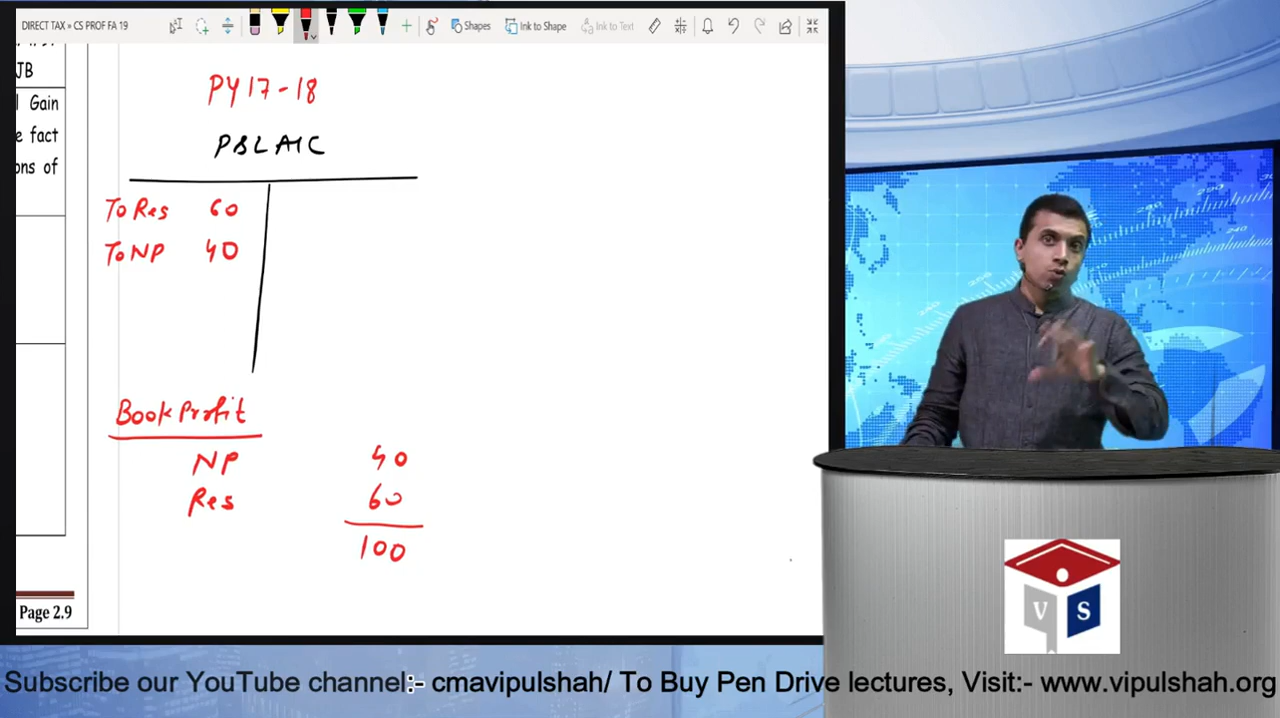 DIRECT TAX » CS PROF FA 19
Shapes
Ink to Shape
Ink to Text
JB
l Gain
e fact
ons of
PY 17-18
P&L A/C
To Res 60
To NP 40
Book Profit
NP 40
Res 60
100
Page 2.9
V S
Subscribe our YouTube channel:- cmavipulshah/ To Buy Pen Drive lectures, Visit:- www.vipulshah.org